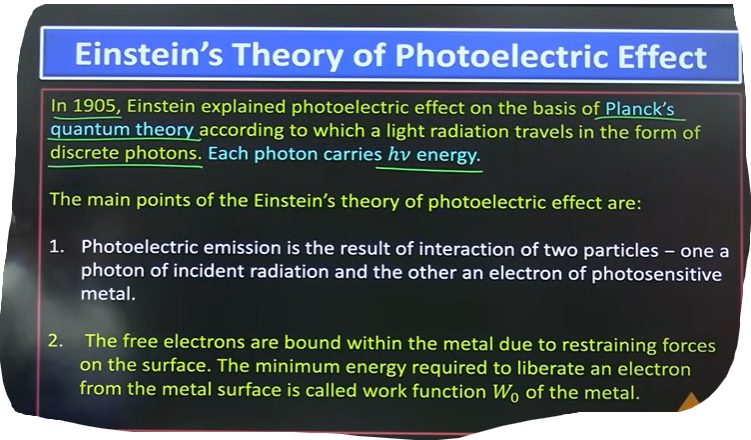 Einstein's Theory of Photoelectric Effect
In 1905, Einstein explained photoelectric effect on the basis of Planck's
quantum theory according to which a light radiation travels in the form of
discrete photons. Each photon carries hν energy.
The main points of the Einstein's theory of photoelectric effect are:
1. Photoelectric emission is the result of interaction of two particles – one a
photon of incident radiation and the other an electron of photosensitive
metal.
2. The free electrons are bound within the metal due to restraining forces
on the surface. The minimum energy required to liberate an electron
from the metal surface is called work function W₀ of the metal.